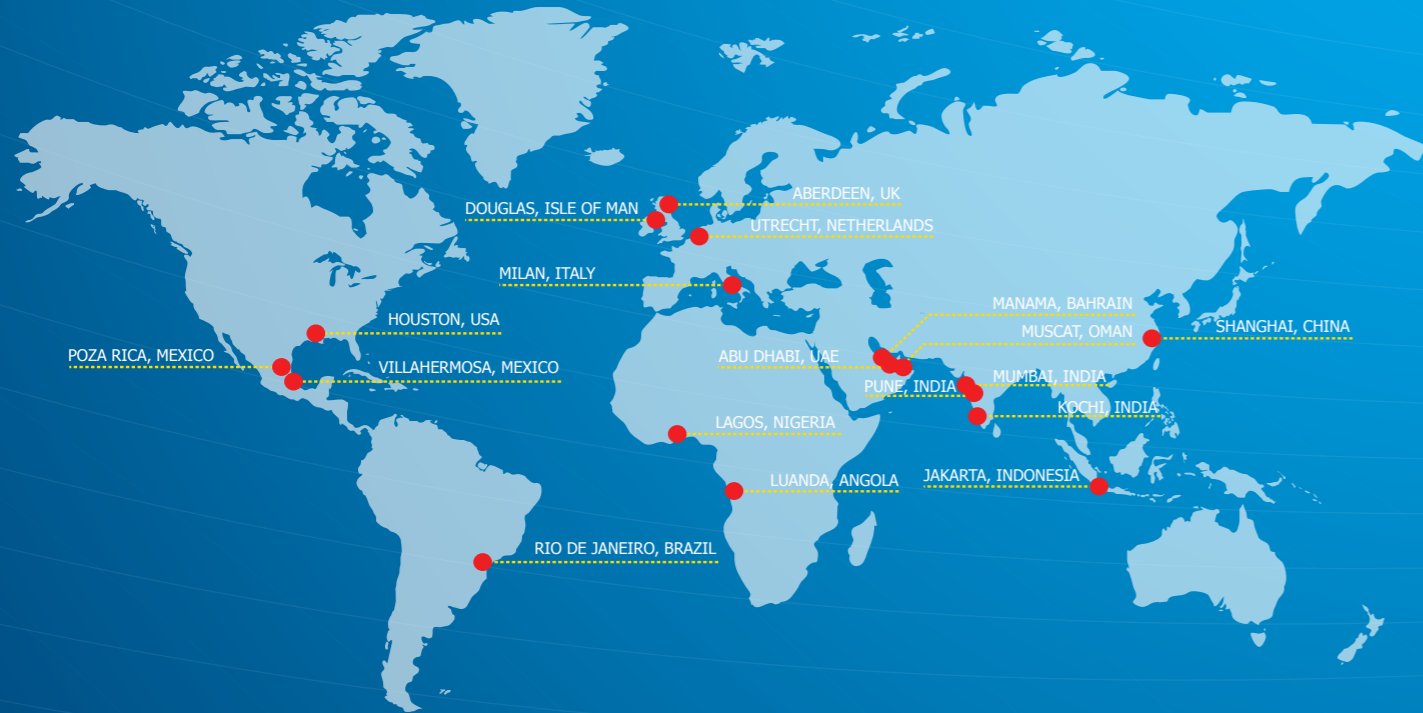 ABERDEEN, UK
DOUGLAS, ISLE OF MAN
UTRECHT, NETHERLANDS
MILAN, ITALY
MANAMA, BAHRAIN
HOUSTON, USA
MUSCAT, OMAN
SHANGHAI, CHINA
POZA RICA, MEXICO
ABU DHABI, UAE
VILLAHERMOSA, MEXICO
MUMBAI, INDIA
PUNE, INDIA
KOCHI, INDIA
LAGOS, NIGERIA
JAKARTA, INDONESIA
LUANDA, ANGOLA
RIO DE JANEIRO, BRAZIL